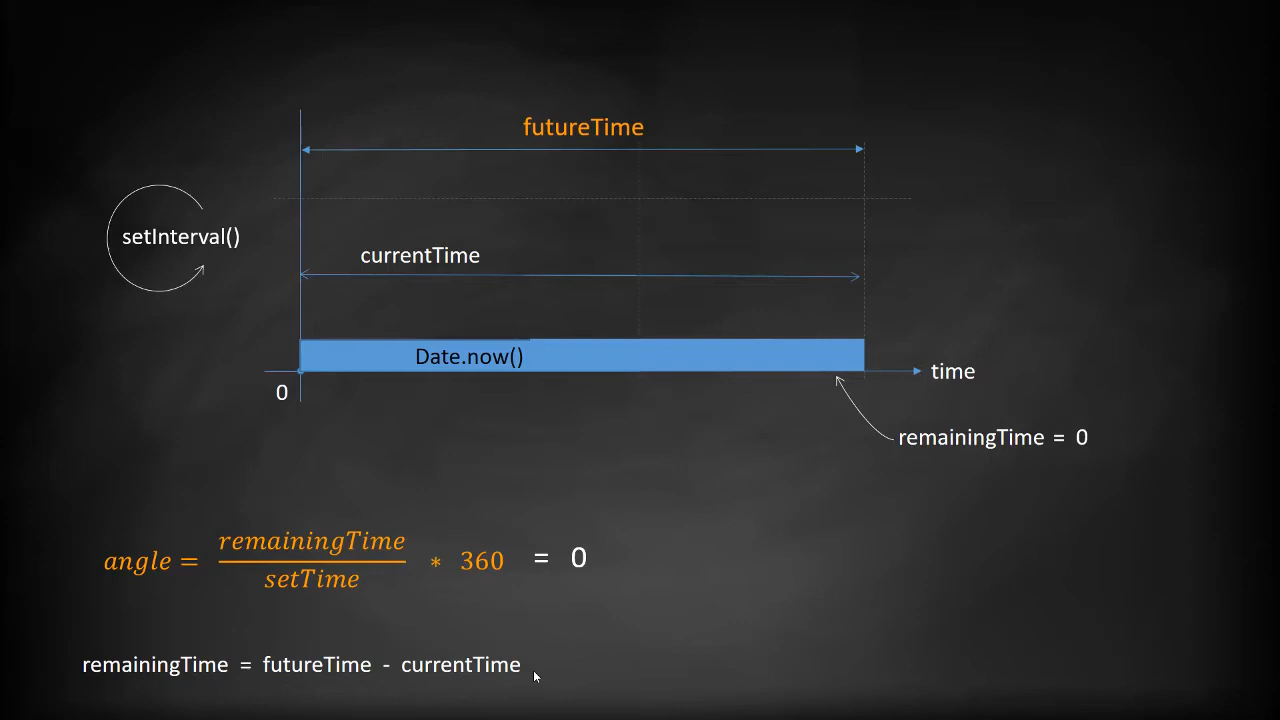 futureTime
setInterval()
currentTime
Date.now()
time
0
remainingTime = 0
angle = remainingTime / setTime * 360 = 0
remainingTime = futureTime - currentTime